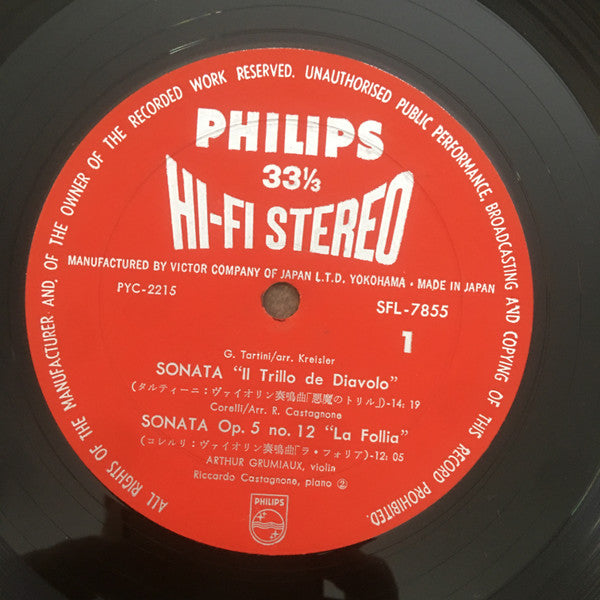 ALL RIGHTS OF THE MANUFACTURER AND, OF THE OWNER OF THE RECORDED WORK RESERVED. UNAUTHORISED PUBLIC PERFORMANCE, BROADCASTING AND COPYING OF THIS RECORD PROHIBITED.
PHILIPS
33⅓
HI-FI STEREO
MANUFACTURED BY VICTOR COMPANY OF JAPAN L.T.D. YOKOHAMA • MADE IN JAPAN
PYC-2215 SFL-7855
1
G. Tartini/arr. Kreisler
SONATA "Il Trillo de Diavolo"
(タルティーニ：ヴァイオリン奏鳴曲「悪魔のトリル」)-14: 19
Corelli/Arr. R. Castagnone
SONATA Op. 5 no. 12 "La Follia"
(コレルリ：ヴァイオリン奏鳴曲「ラ・フォリア」)-12: 05
ARTHUR GRUMIAUX, violin
Riccardo Castagnone, piano ②
PHILIPS